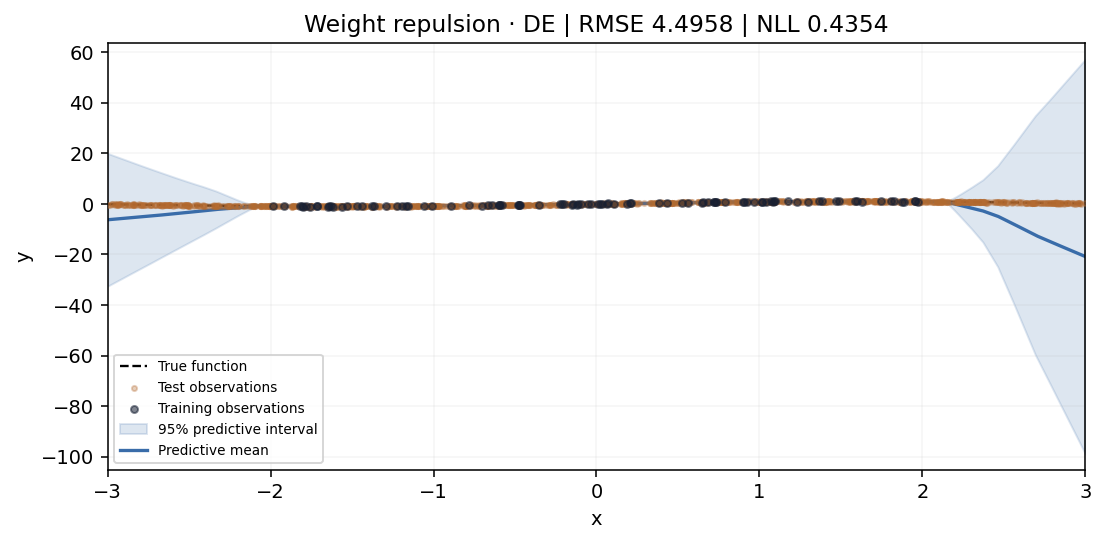 Weight repulsion · DE | RMSE 4.4958 | NLL 0.4354
60
40
20
0
−20
−40
−60
−80
−100
y
True function
Test observations
Training observations
95% predictive interval
Predictive mean
−3
−2
−1
0
1
2
3
x